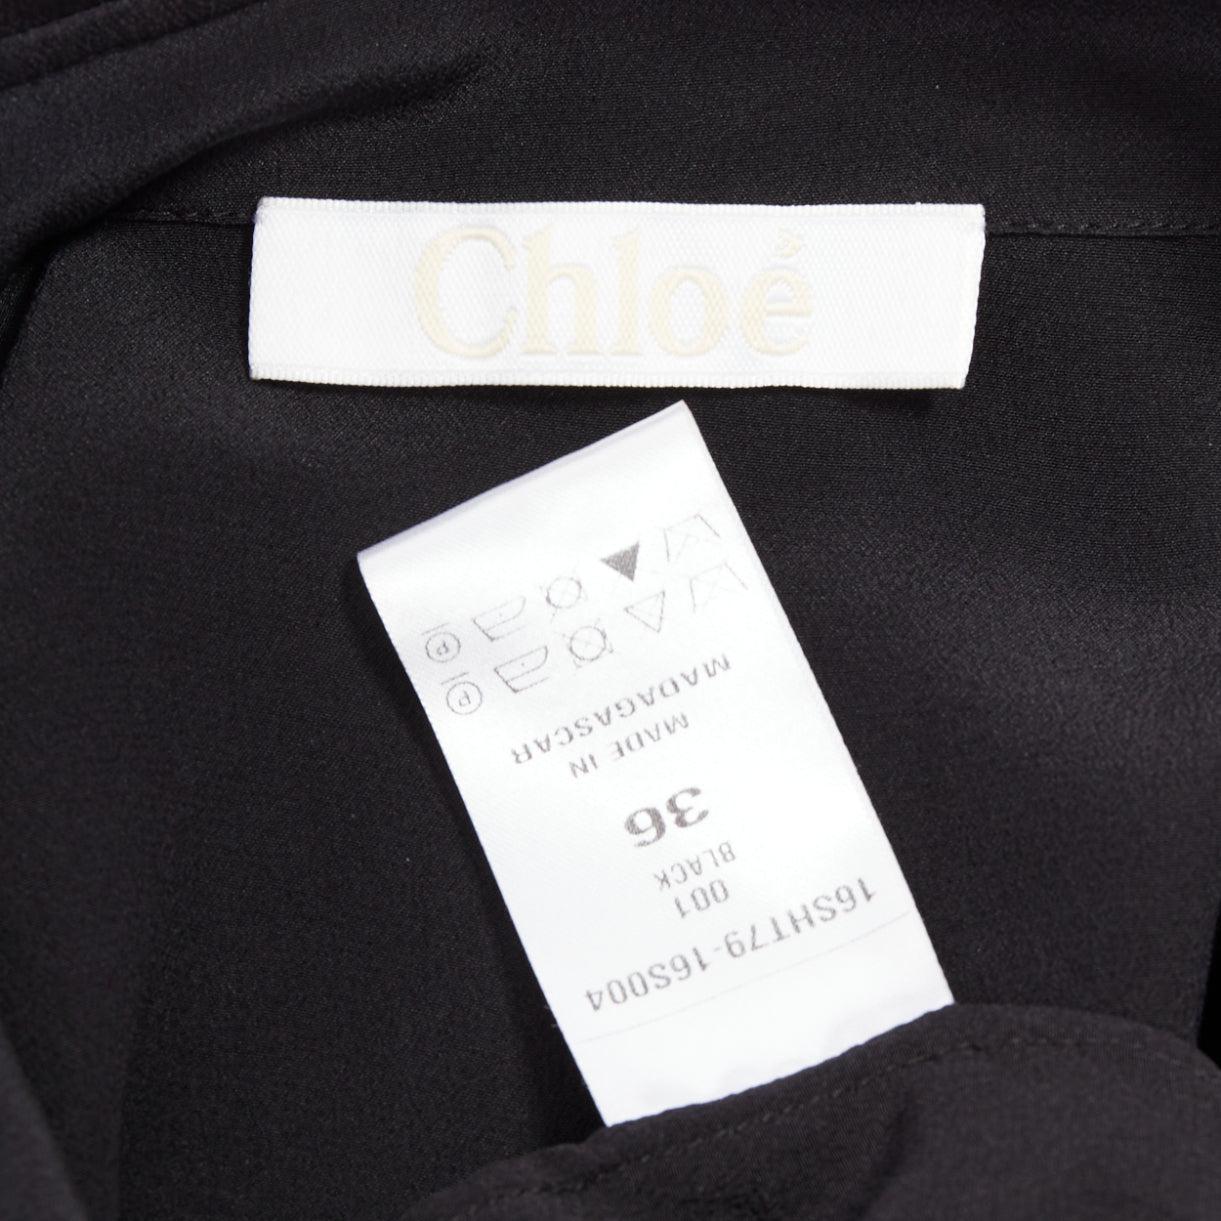 Chloé
16SHT79-16S004
001
BLACK
36
MADE IN
MADAGASCAR
P
P